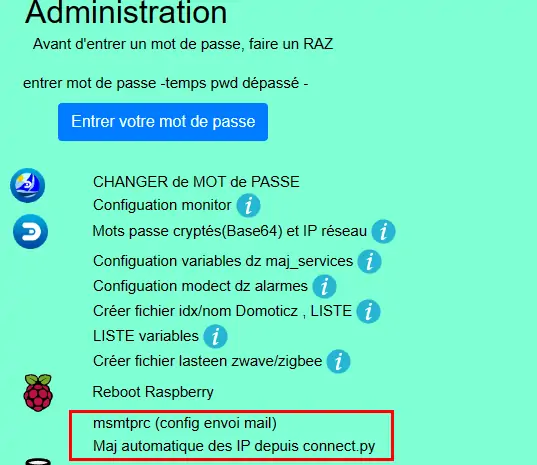 Administration
Avant d'entrer un mot de passe, faire un RAZ
entrer mot de passe -temps pwd dépassé -
Entrer votre mot de passe
CHANGER de MOT de PASSE
Configuation monitor i
Mots passe cryptés(Base64) et IP réseau i
Configuation variables dz maj_services i
Configuation modect dz alarmes i
Créer fichier idx/nom Domoticz , LISTE i
LISTE variables i
Créer fichier lasteen zwave/zigbee i
Reboot Raspberry
msmtprc (config envoi mail)
Maj automatique des IP depuis connect.py